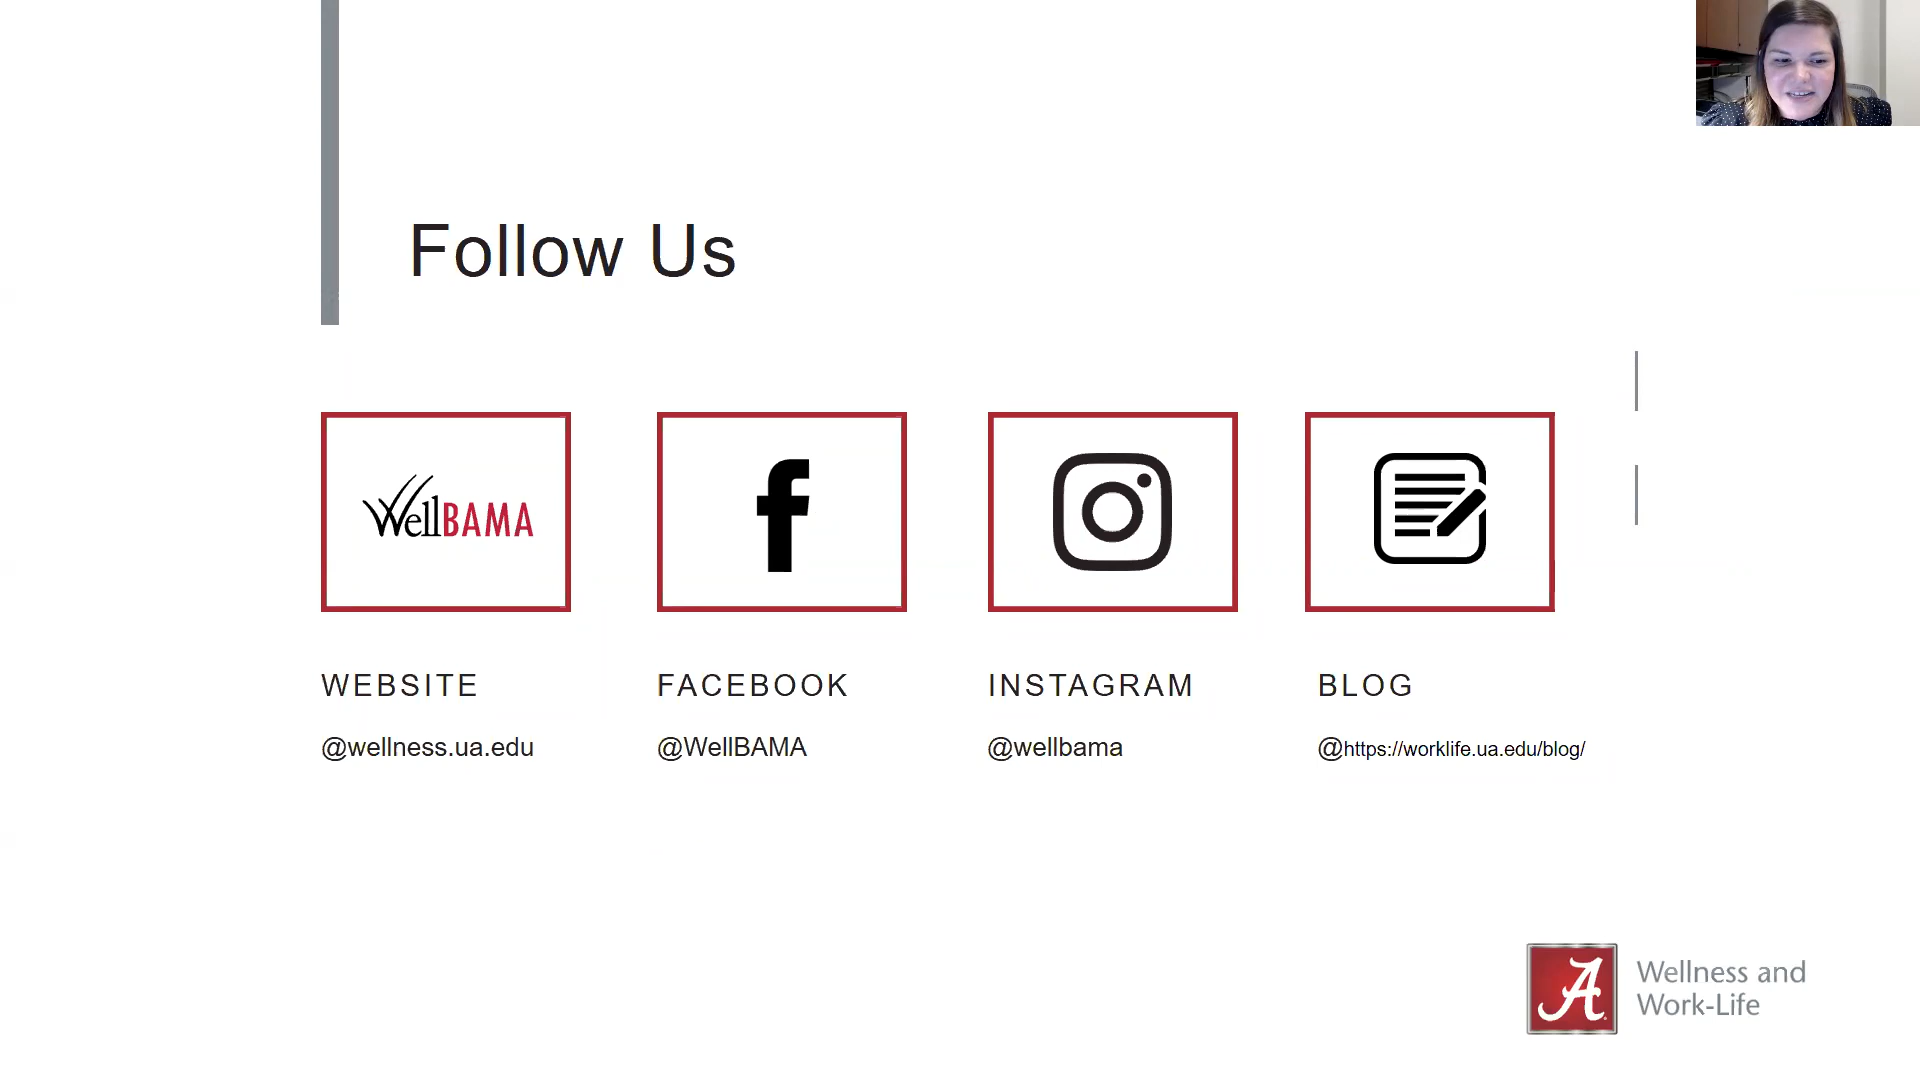 Follow Us
WellBAMA
f
WEBSITE
FACEBOOK
INSTAGRAM
BLOG
@wellness.ua.edu
@WellBAMA
@wellbama
@https://worklife.ua.edu/blog/
A
Wellness and
Work-Life